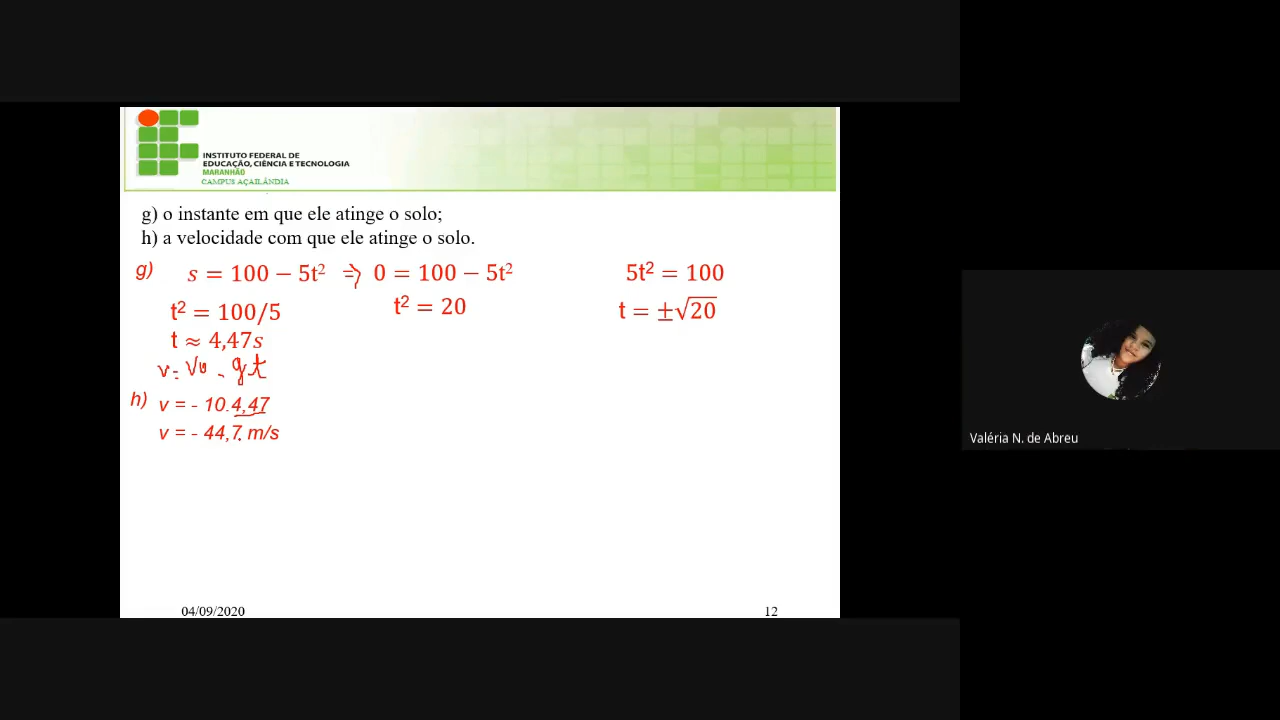 INSTITUTO FEDERAL DE
EDUCAÇÃO, CIÊNCIA E TECNOLOGIA
MARANHÃO
CAMPUS AÇAILÂNDIA
g) o instante em que ele atinge o solo;
h) a velocidade com que ele atinge o solo.
g) s = 100 − 5t² ⇒ 0 = 100 − 5t² 5t² = 100
t² = 100/5 t² = 20 t = ±√20
t ≈ 4,47s
v = v₀ - gt
h) v = - 10.4,47
v = - 44,7 m/s
04/09/2020 12
Valéria N. de Abreu